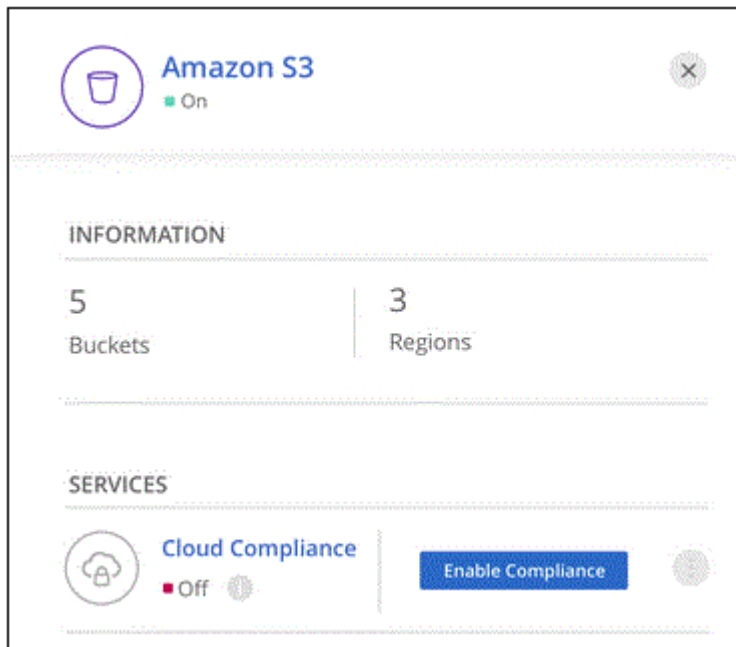 Amazon S3
On
INFORMATION
5
Buckets
3
Regions
SERVICES
Cloud Compliance
Off
Enable Compliance